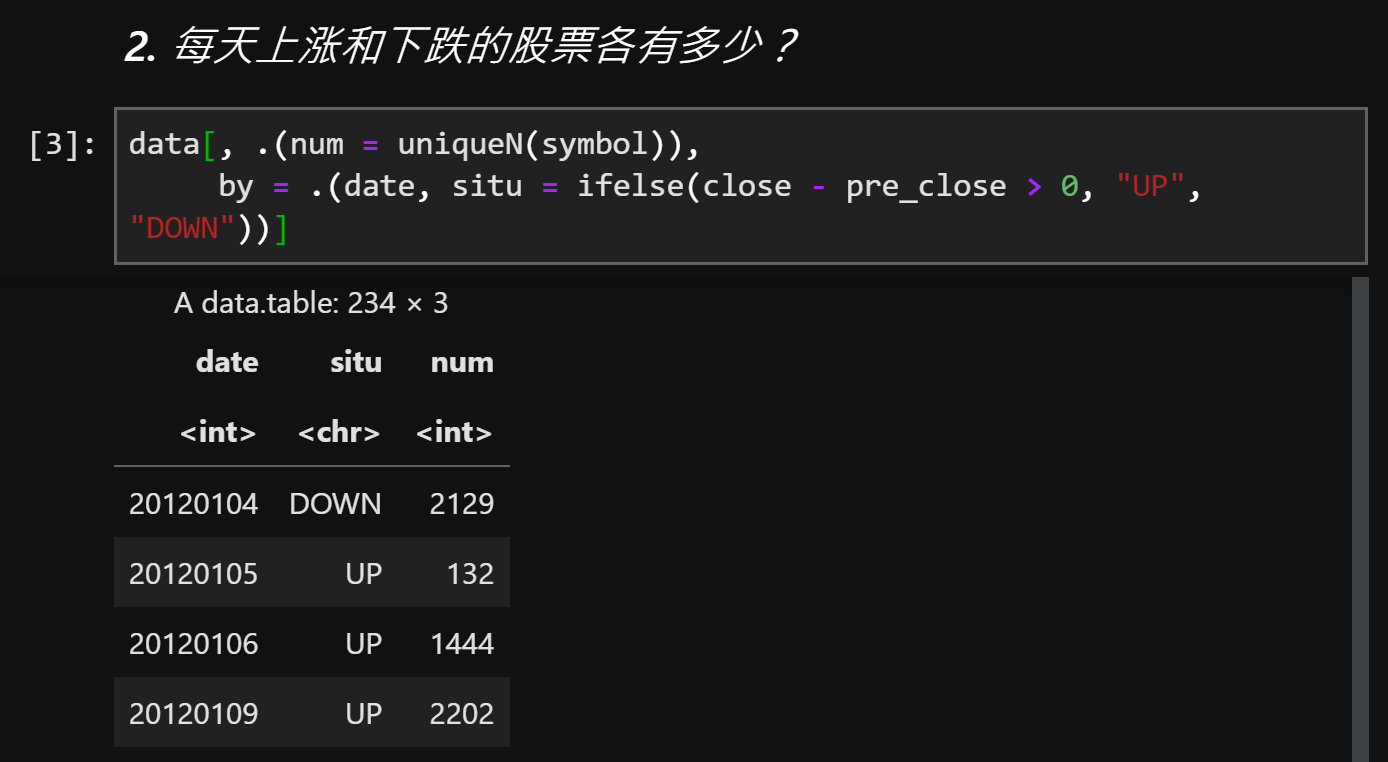 2. 每天上涨和下跌的股票各有多少？
[3]: data[, .(num = uniqueN(symbol)),
by = .(date, situ = ifelse(close - pre_close > 0, "UP",
"DOWN"))]
A data.table: 234 × 3
date situ num
<int> <chr> <int>
20120104 DOWN 2129
20120105 UP 132
20120106 UP 1444
20120109 UP 2202